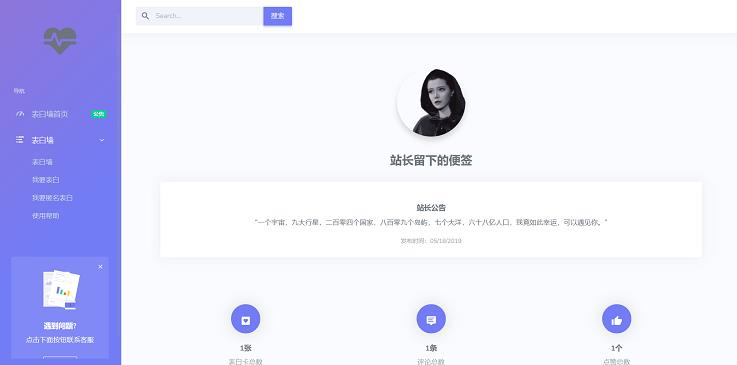 Search...
搜索
导航
表白墙首页
公告
表白墙
表白墙
我要表白
我要匿名表白
使用帮助
遇到问题?
点击下面按钮联系客服
站长留下的便签
站长公告
"一个宇宙，九大行星，二百零四个国家，八百零九个岛屿，七个大洋，六十八亿人口，我竟如此幸运，可以遇见你。"
发布时间：05/18/2019
1张
表白卡总数
1条
评论总数
1个
点赞总数